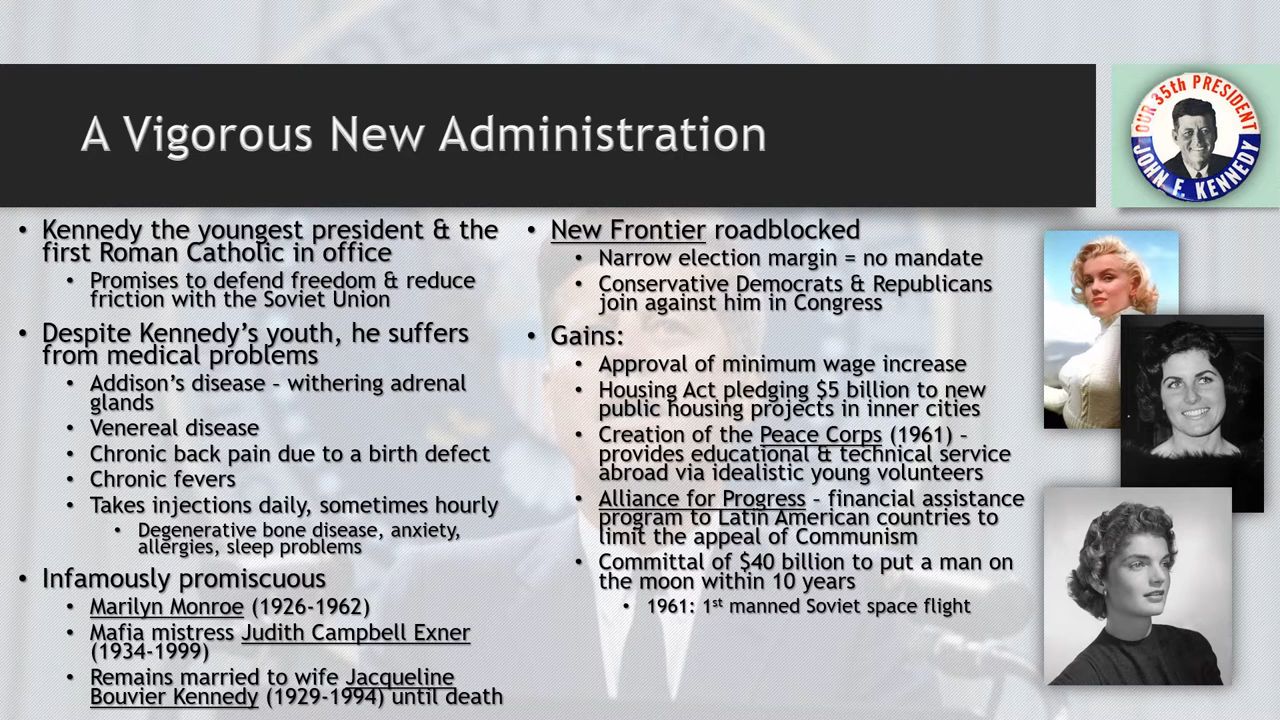 A Vigorous New Administration
OUR 35th PRESIDENT
JOHN F. KENNEDY
• Kennedy the youngest president & the
first Roman Catholic in office
• Promises to defend freedom & reduce
friction with the Soviet Union
• Despite Kennedy's youth, he suffers
from medical problems
• Addison's disease – withering adrenal
glands
• Venereal disease
• Chronic back pain due to a birth defect
• Chronic fevers
• Takes injections daily, sometimes hourly
• Degenerative bone disease, anxiety,
allergies, sleep problems
• Infamously promiscuous
• Marilyn Monroe (1926-1962)
• Mafia mistress Judith Campbell Exner
(1934-1999)
• Remains married to wife Jacqueline
Bouvier Kennedy (1929-1994) until death
• New Frontier roadblocked
• Narrow election margin = no mandate
• Conservative Democrats & Republicans
join against him in Congress
• Gains:
• Approval of minimum wage increase
• Housing Act pledging $5 billion to new
public housing projects in inner cities
• Creation of the Peace Corps (1961) –
provides educational & technical service
abroad via idealistic young volunteers
• Alliance for Progress – financial assistance
program to Latin American countries to
limit the appeal of Communism
• Committal of $40 billion to put a man on
the moon within 10 years
• 1961: 1st manned Soviet space flight